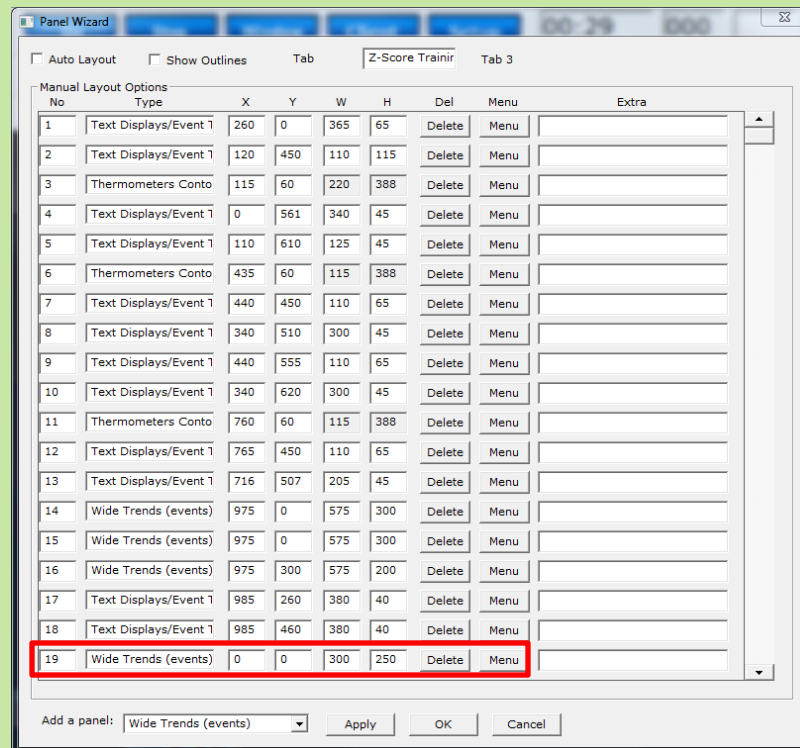 Panel Wizard
00:29 000
Auto Layout Show Outlines Tab Z-Score Trainir Tab 3
Manual Layout Options
No Type X Y W H Del Menu Extra
1 Text Displays/Event T 260 0 365 65 Delete Menu
2 Text Displays/Event T 120 450 110 115 Delete Menu
3 Thermometers Conto 115 60 220 388 Delete Menu
4 Text Displays/Event T 0 561 340 45 Delete Menu
5 Text Displays/Event T 110 610 125 45 Delete Menu
6 Thermometers Conto 435 60 115 388 Delete Menu
7 Text Displays/Event T 440 450 110 65 Delete Menu
8 Text Displays/Event T 340 510 300 45 Delete Menu
9 Text Displays/Event T 440 555 110 65 Delete Menu
10 Text Displays/Event T 340 620 300 45 Delete Menu
11 Thermometers Conto 760 60 115 388 Delete Menu
12 Text Displays/Event T 765 450 110 65 Delete Menu
13 Text Displays/Event T 716 507 205 45 Delete Menu
14 Wide Trends (events) 975 0 575 300 Delete Menu
15 Wide Trends (events) 975 0 575 300 Delete Menu
16 Wide Trends (events) 975 300 575 200 Delete Menu
17 Text Displays/Event T 985 260 380 40 Delete Menu
18 Text Displays/Event T 985 460 380 40 Delete Menu
19 Wide Trends (events) 0 0 300 250 Delete Menu
Add a panel: Wide Trends (events) Apply OK Cancel